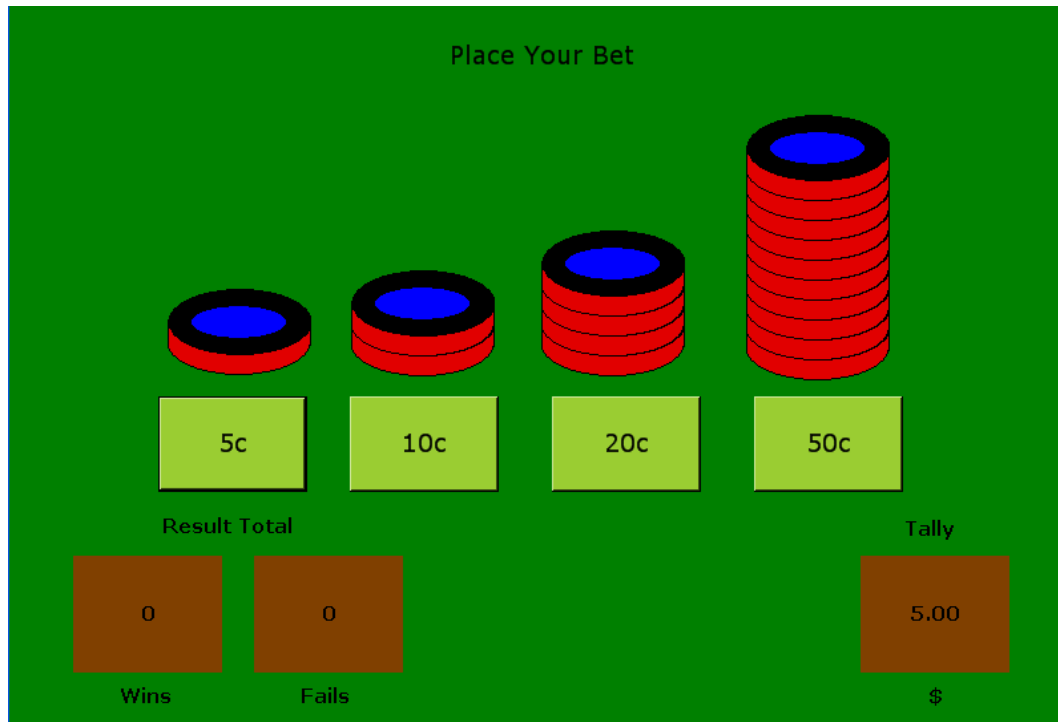 Place Your Bet
5c 10c 20c 50c
Result Total Tally
0 0 5.00
Wins Fails $